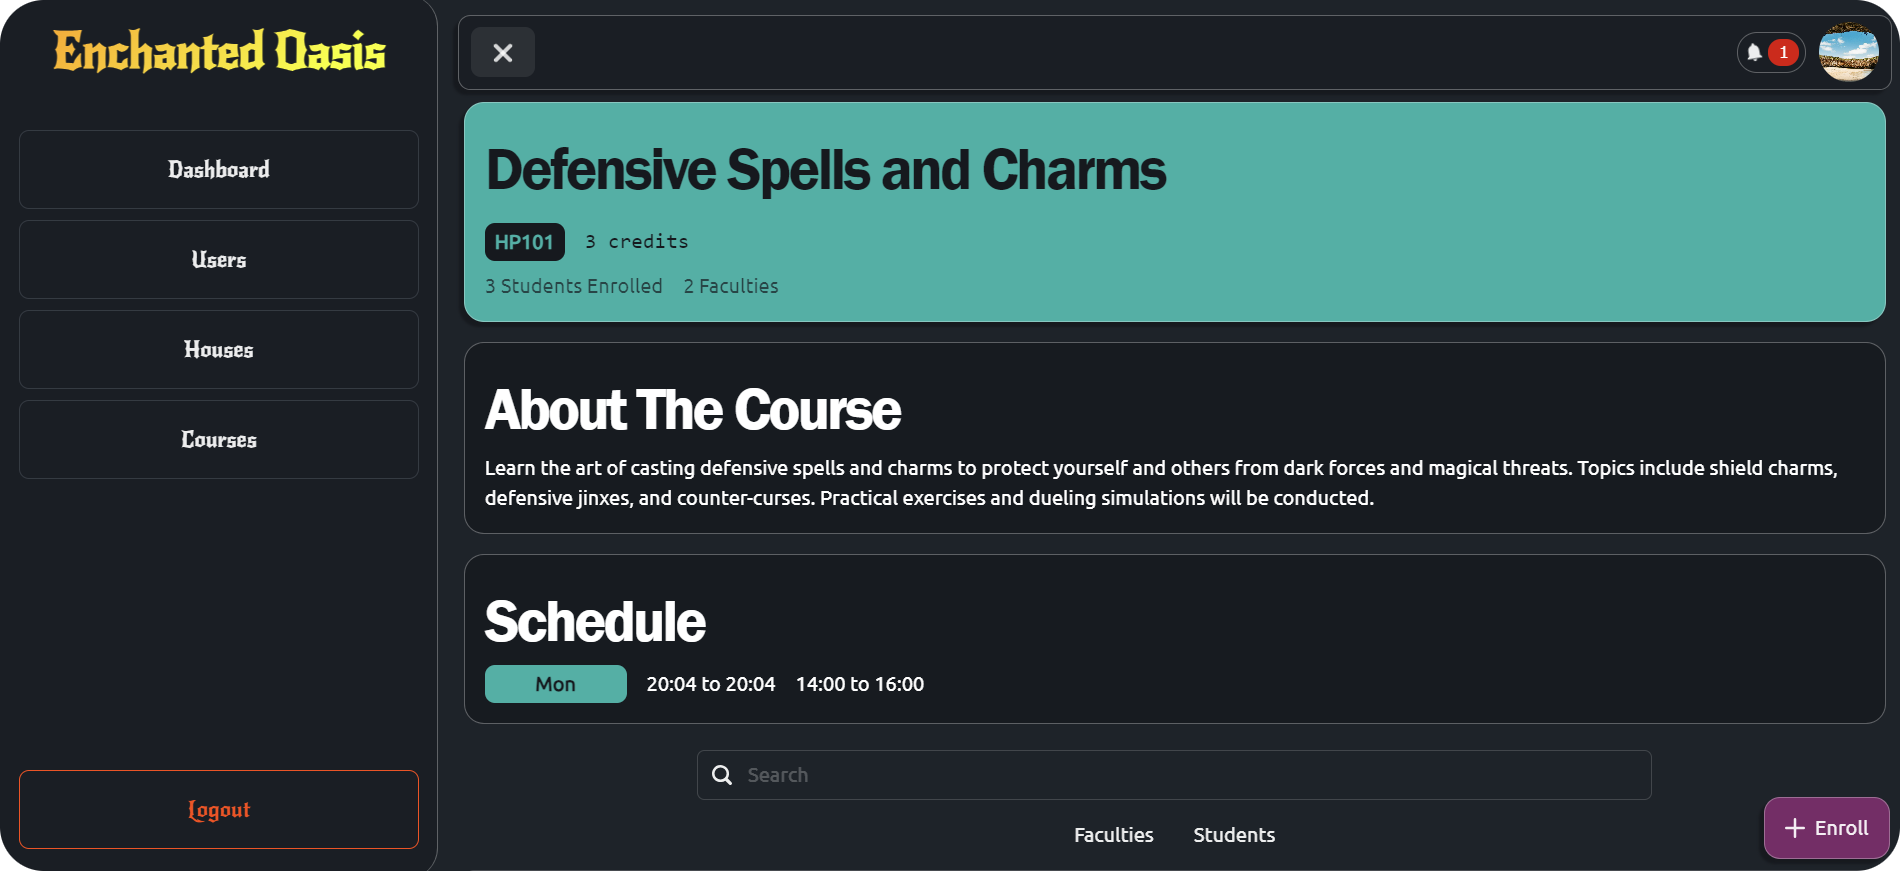 Enchanted Oasis
Dashboard
Users
Houses
Courses
Logout
1
Defensive Spells and Charms
HP101 3 credits
3 Students Enrolled 2 Faculties
About The Course
Learn the art of casting defensive spells and charms to protect yourself and others from dark forces and magical threats. Topics include shield charms,
defensive jinxes, and counter-curses. Practical exercises and dueling simulations will be conducted.
Schedule
Mon 20:04 to 20:04 14:00 to 16:00
Search
Faculties Students
Enroll